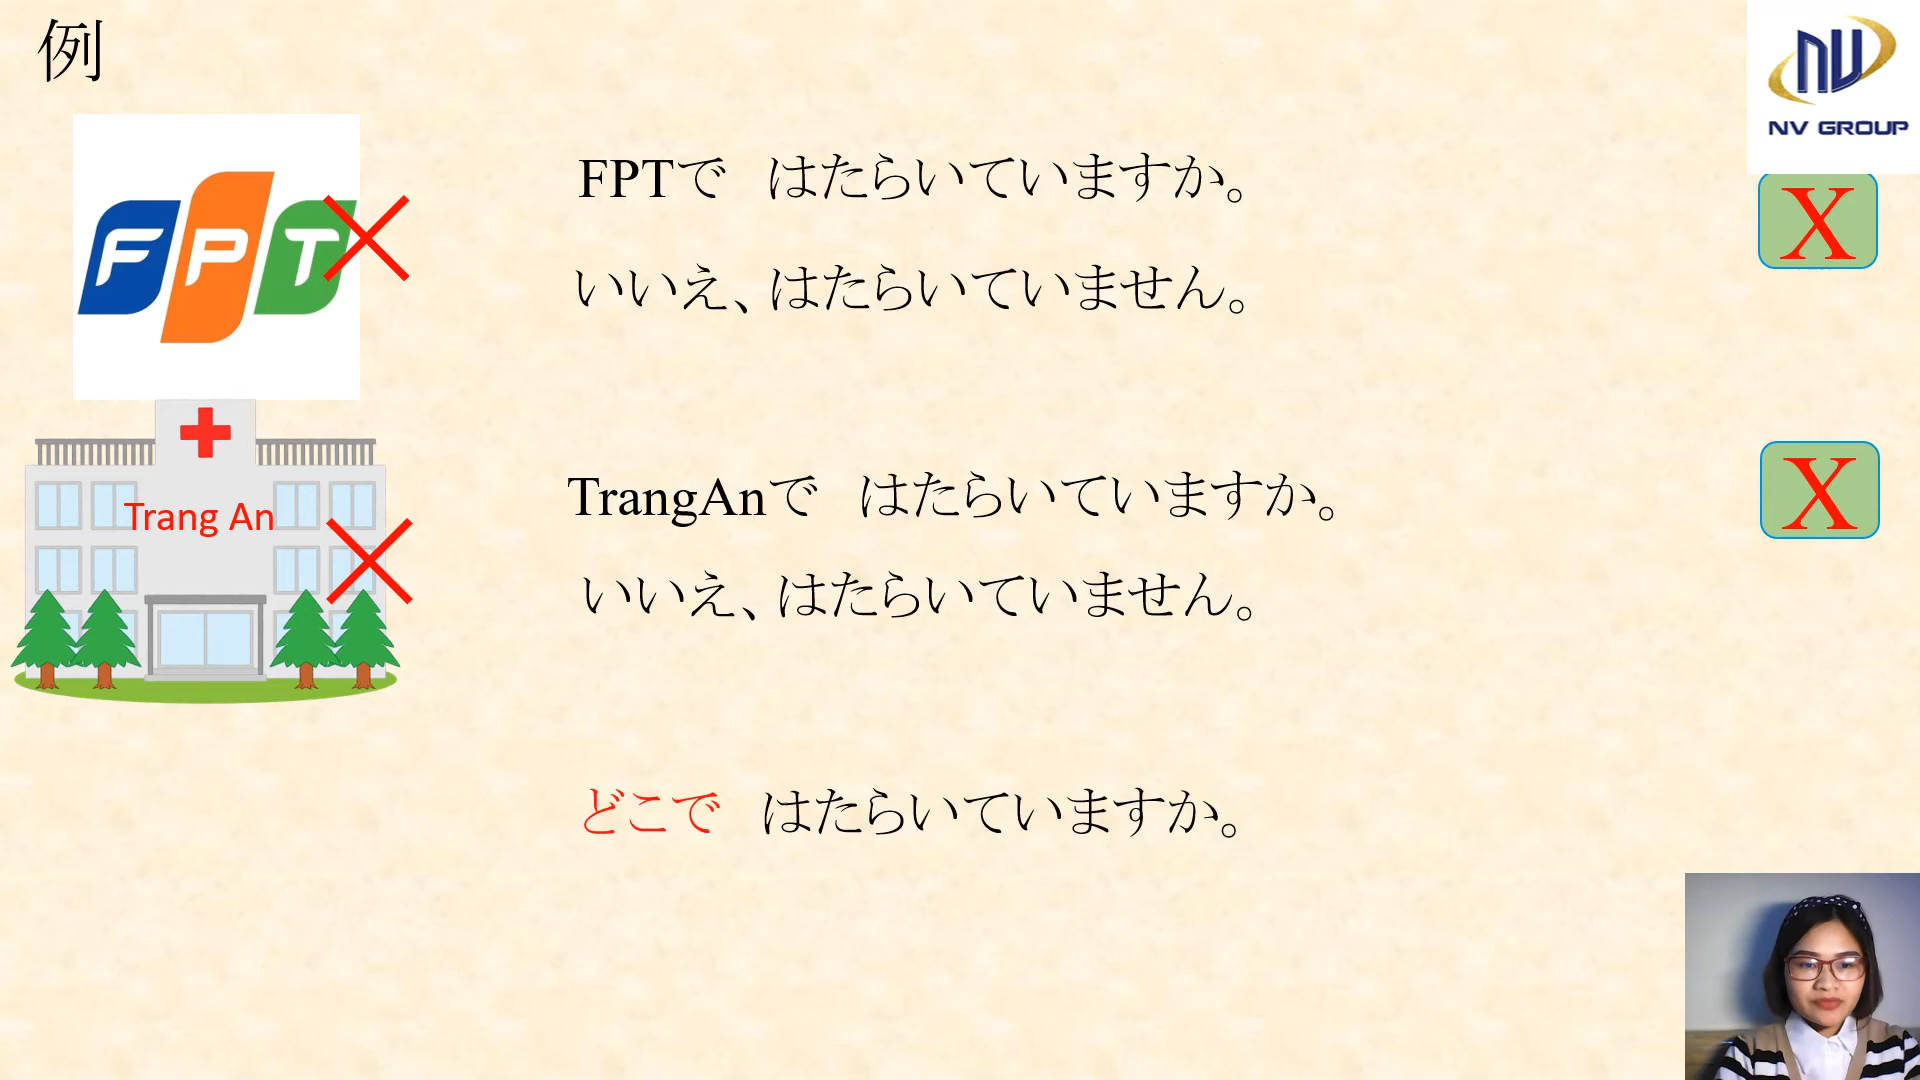 例
NV GROUP
FPT
FPTで はたらいていますか。
X
いいえ、はたらいていません。
Trang An
TrangAnで はたらいていますか。
X
いいえ、はたらいていません。
どこで はたらいていますか。